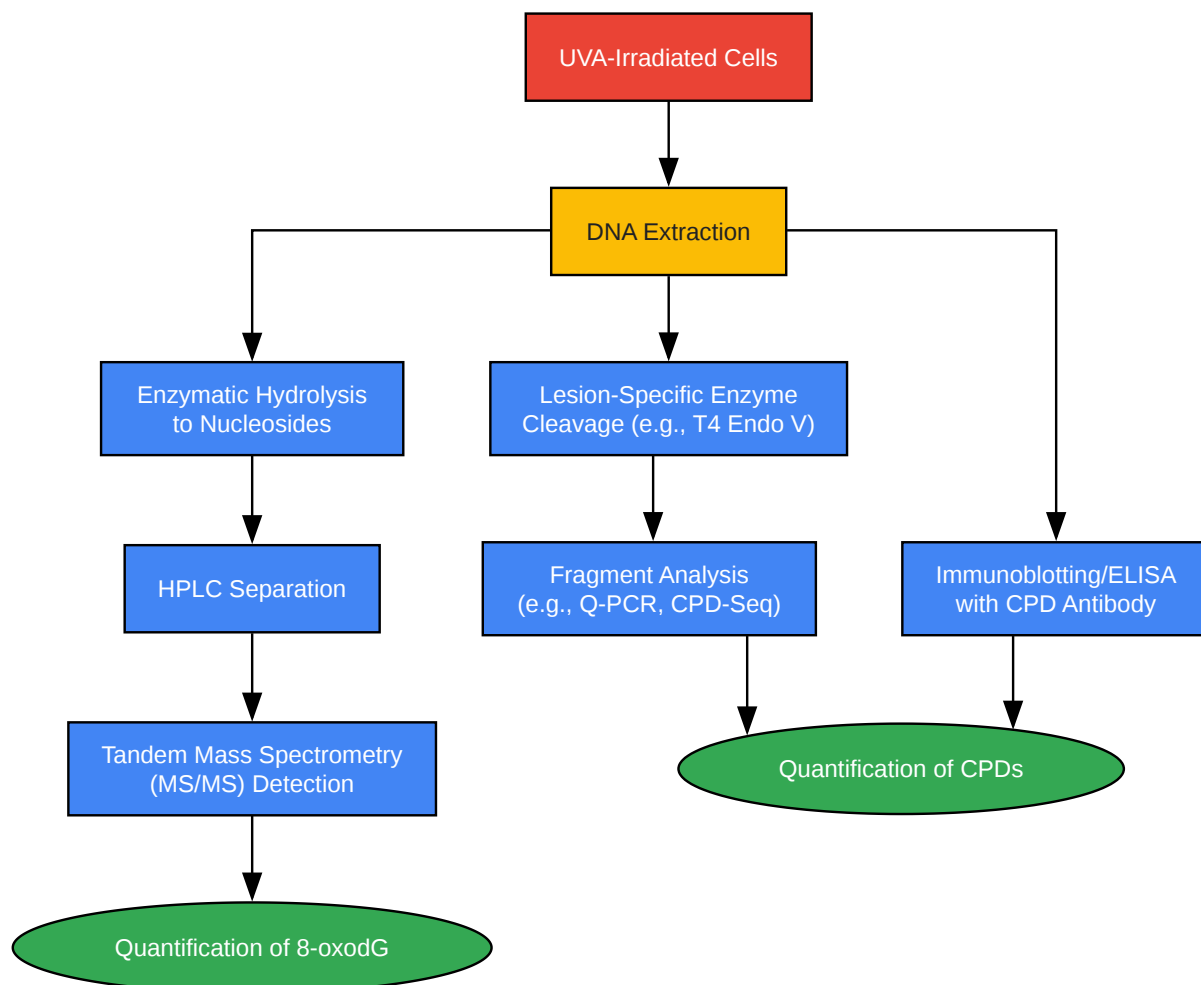 UVA-Irradiated Cells
DNA Extraction
Enzymatic Hydrolysis
to Nucleosides
Lesion-Specific Enzyme
Cleavage (e.g., T4 Endo V)
HPLC Separation
Fragment Analysis
(e.g., Q-PCR, CPD-Seq)
Immunoblotting/ELISA
with CPD Antibody
Tandem Mass Spectrometry
(MS/MS) Detection
Quantification of CPDs
Quantification of 8-oxodG